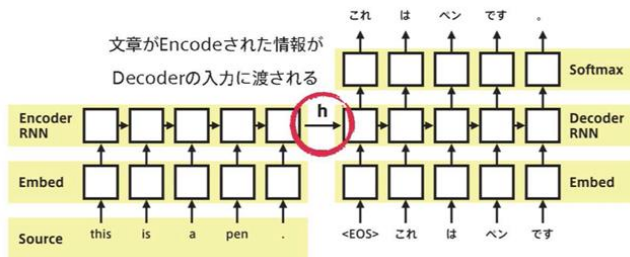 これ は ペン です 。
文章がEncodeされた情報が
Decoderの入力に渡される
Softmax
h
Encoder
RNN
Decoder
RNN
Embed
Embed
Source this is a pen .
<EOS> これ は ペン です